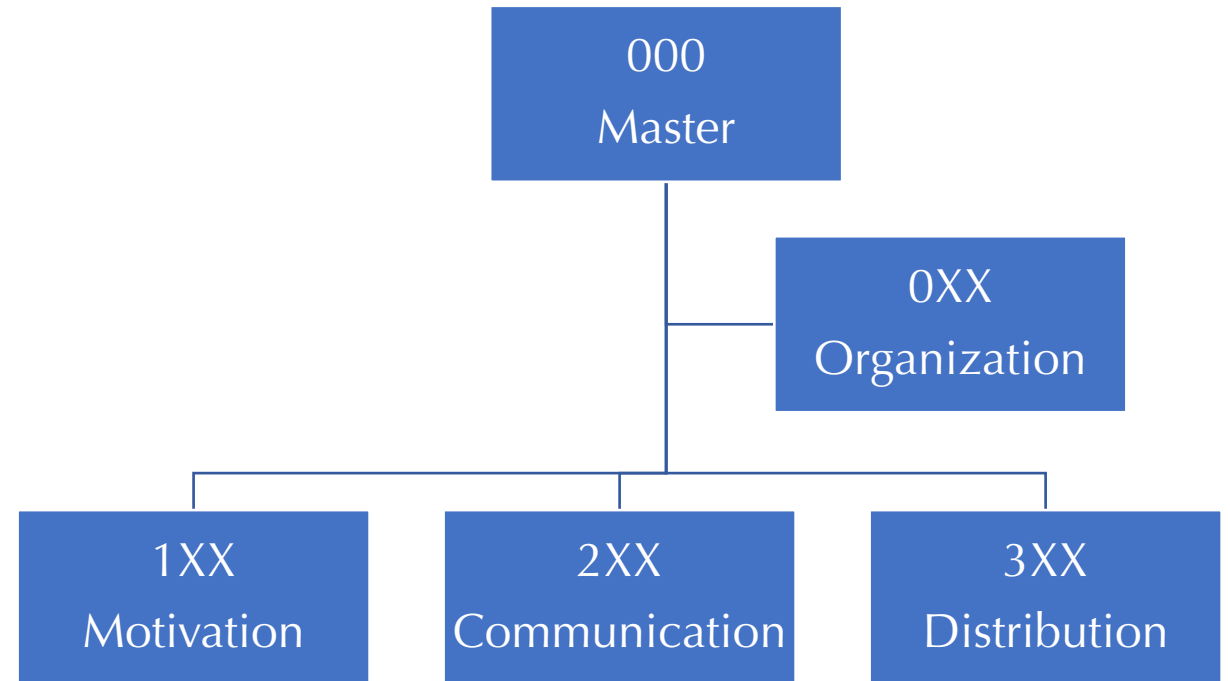 000
Master
0XX
Organization
1XX
Motivation
2XX
Communication
3XX
Distribution